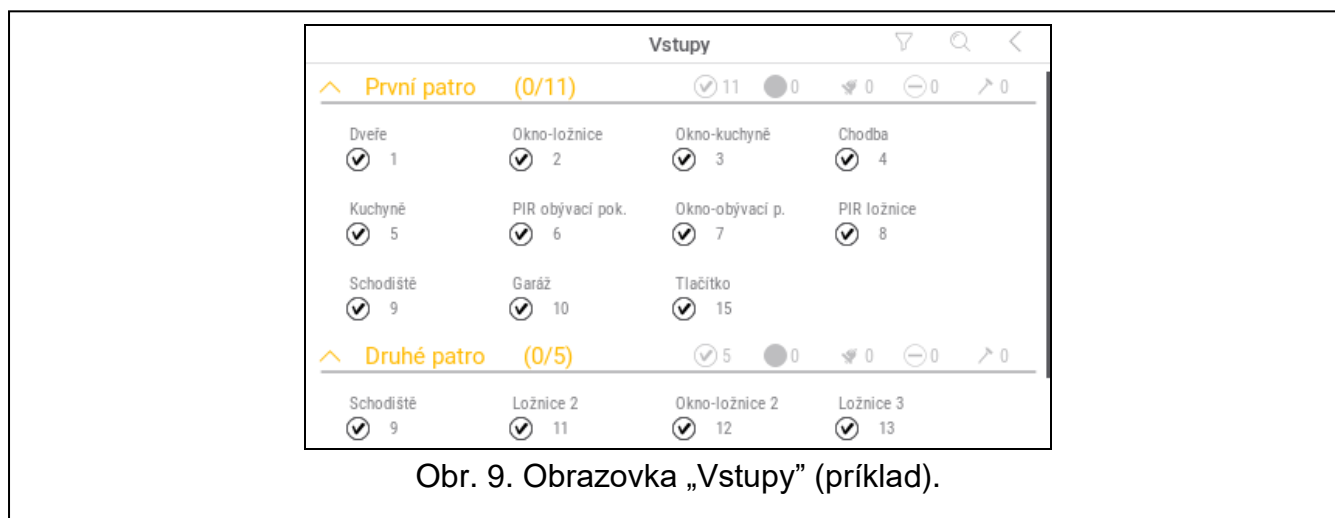 Vstupy
První patro (0/11) 11 0 0 0 0
Dveře Okno-ložnice Okno-kuchyně Chodba
1 2 3 4
Kuchyně PIR obývací pok. Okno-obývací p. PIR ložnice
5 6 7 8
Schodiště Garáž Tlačítko
9 10 15
Druhé patro (0/5) 5 0 0 0 0
Schodiště Ložnice 2 Okno-ložnice 2 Ložnice 3
9 11 12 13
Obr. 9. Obrazovka „Vstupy” (príklad).